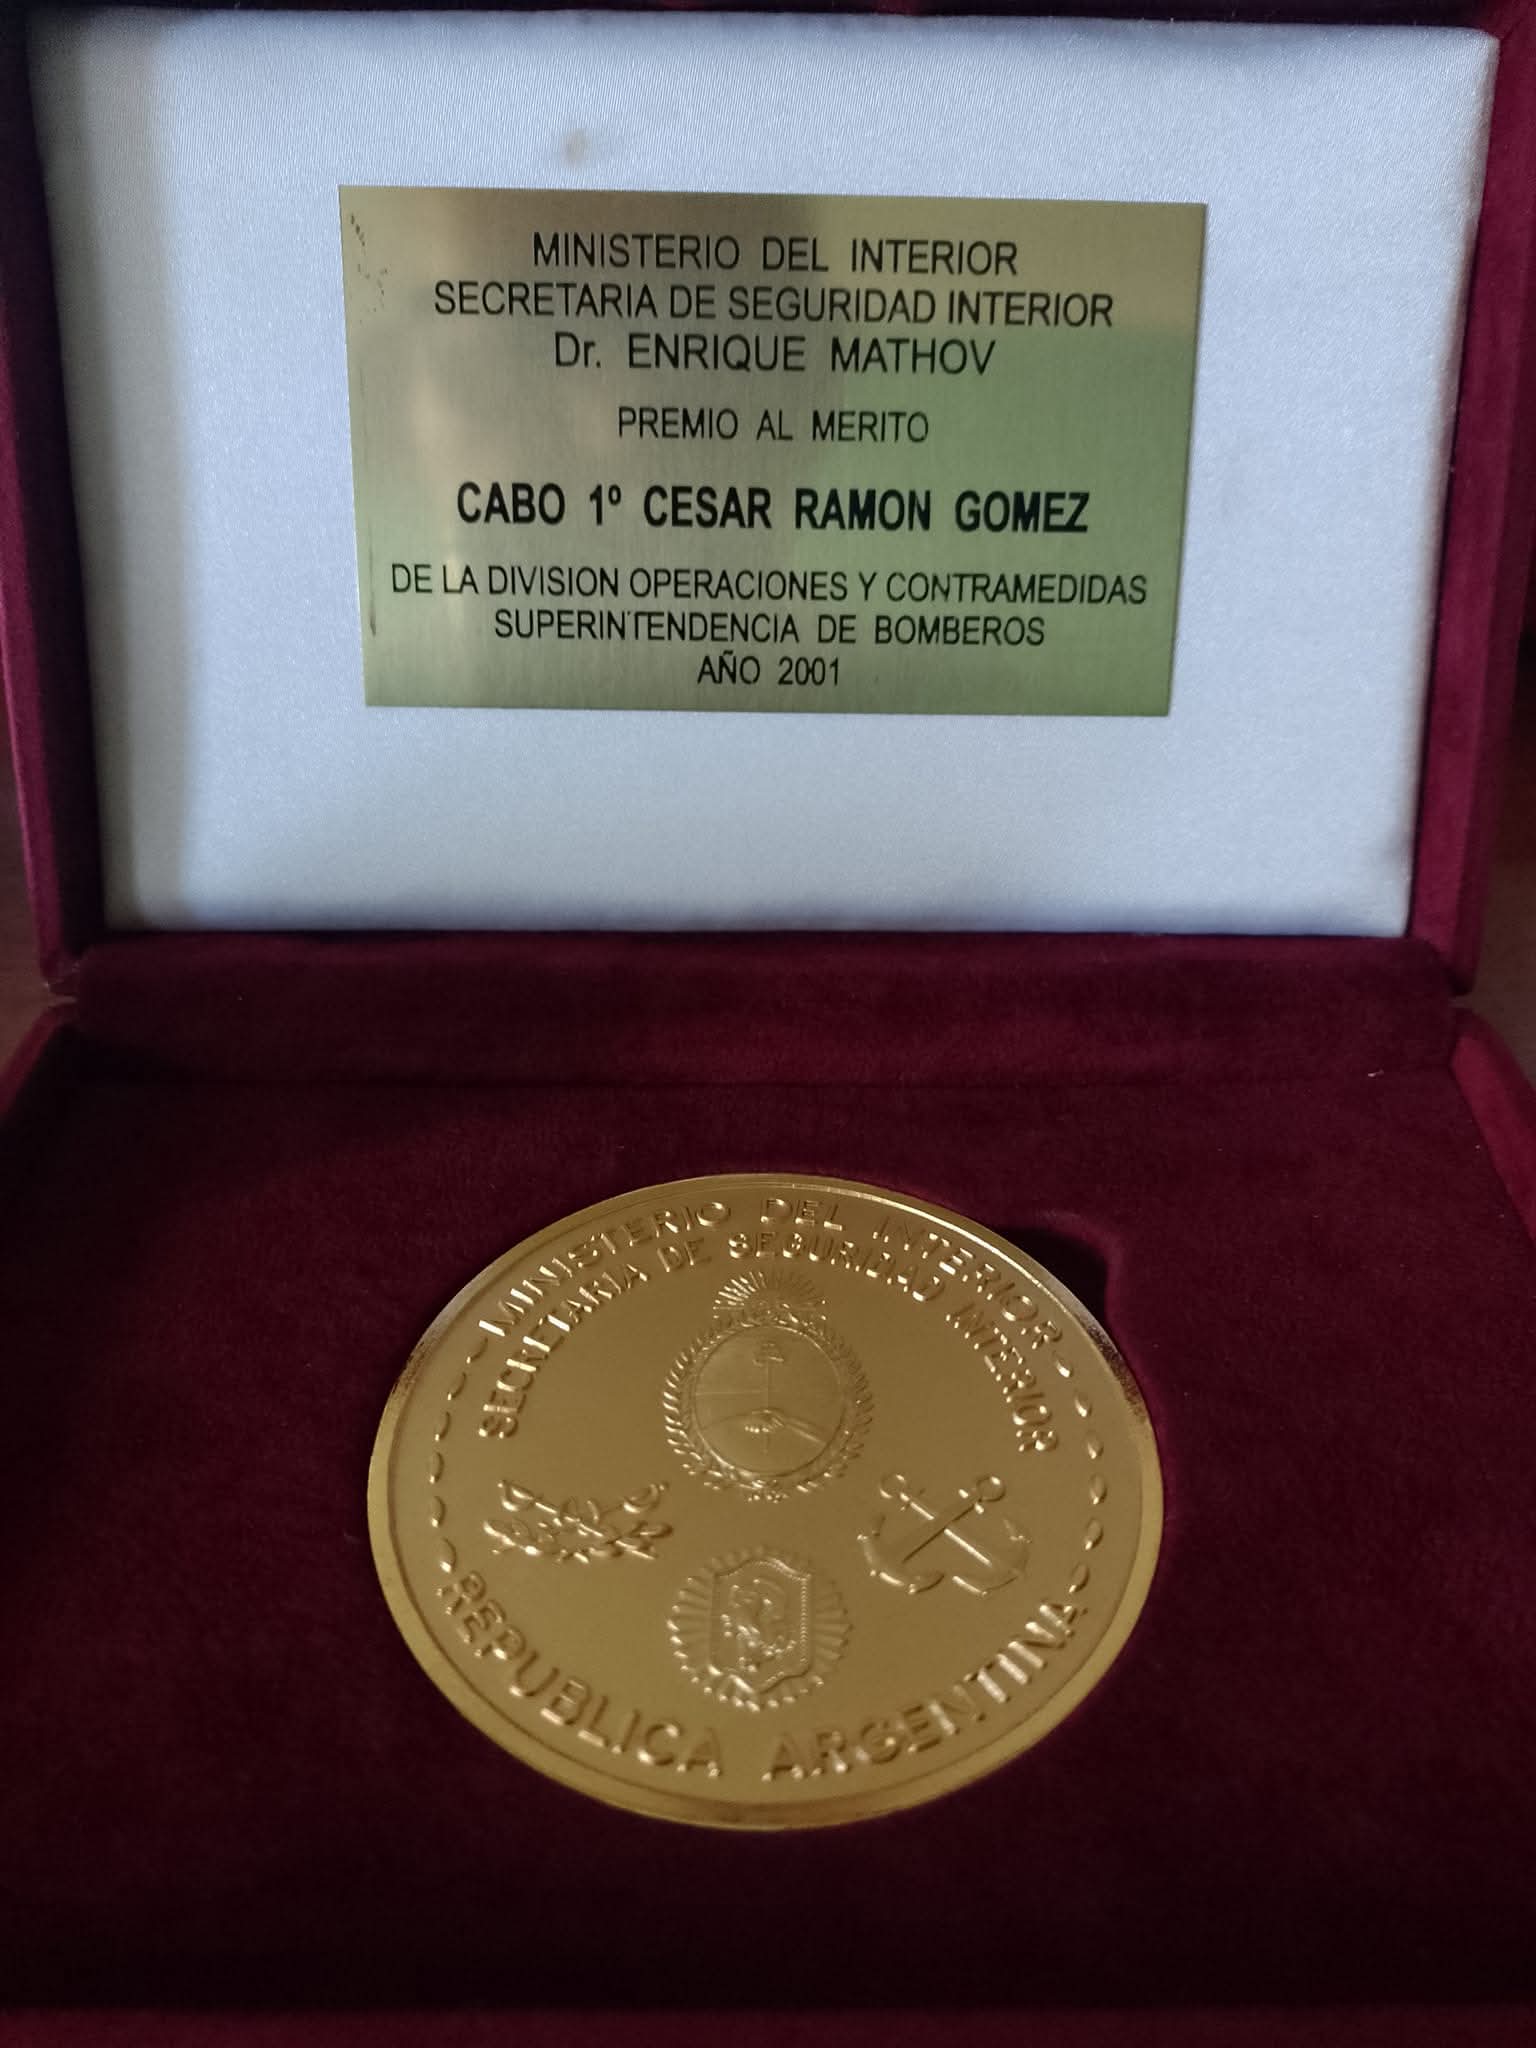 MINISTERIO DEL INTERIOR
SECRETARIA DE SEGURIDAD INTERIOR
Dr. ENRIQUE MATHOV
PREMIO AL MERITO
CABO 1º CESAR RAMON GOMEZ
DE LA DIVISION OPERACIONES Y CONTRAMEDIDAS
SUPERINTENDENCIA DE BOMBEROS
AÑO 2001
MINISTERIO DEL INTERIOR
SECRETARIA DE SEGURIDAD INTERIOR
REPUBLICA ARGENTINA